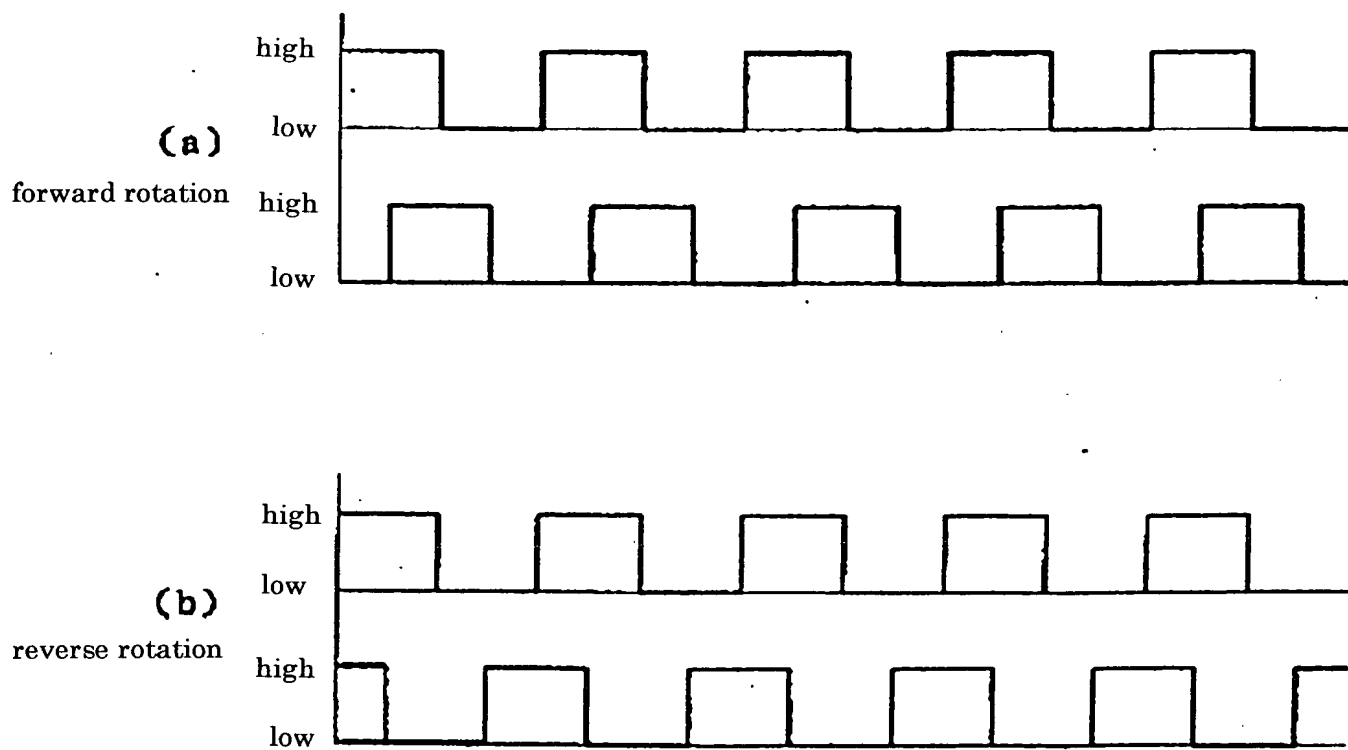 high
low
(a)
forward rotation
high
low
high
low
(b)
reverse rotation
high
low